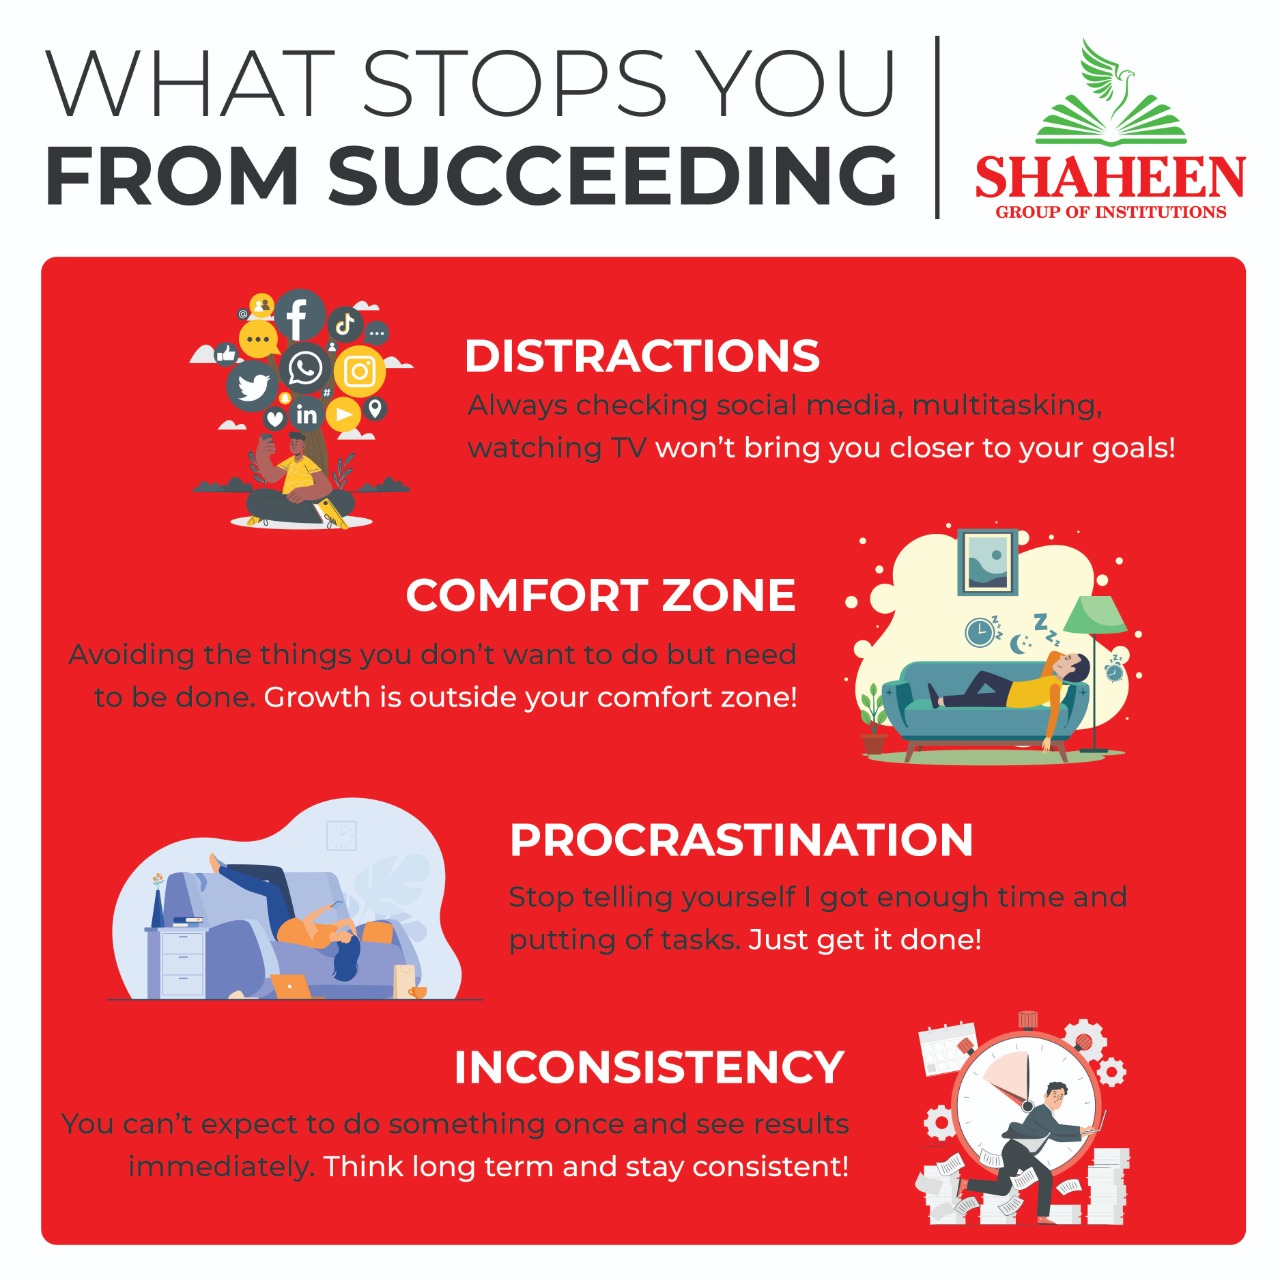 WHAT STOPS YOU
FROM SUCCEEDING
SHAHEEN
GROUP OF INSTITUTIONS
DISTRACTIONS
Always checking social media, multitasking,
watching TV won't bring you closer to your goals!
COMFORT ZONE
Avoiding the things you don't want to do but need
to be done. Growth is outside your comfort zone!
PROCRASTINATION
Stop telling yourself I got enough time and
putting of tasks. Just get it done!
INCONSISTENCY
You can't expect to do something once and see results
immediately. Think long term and stay consistent!